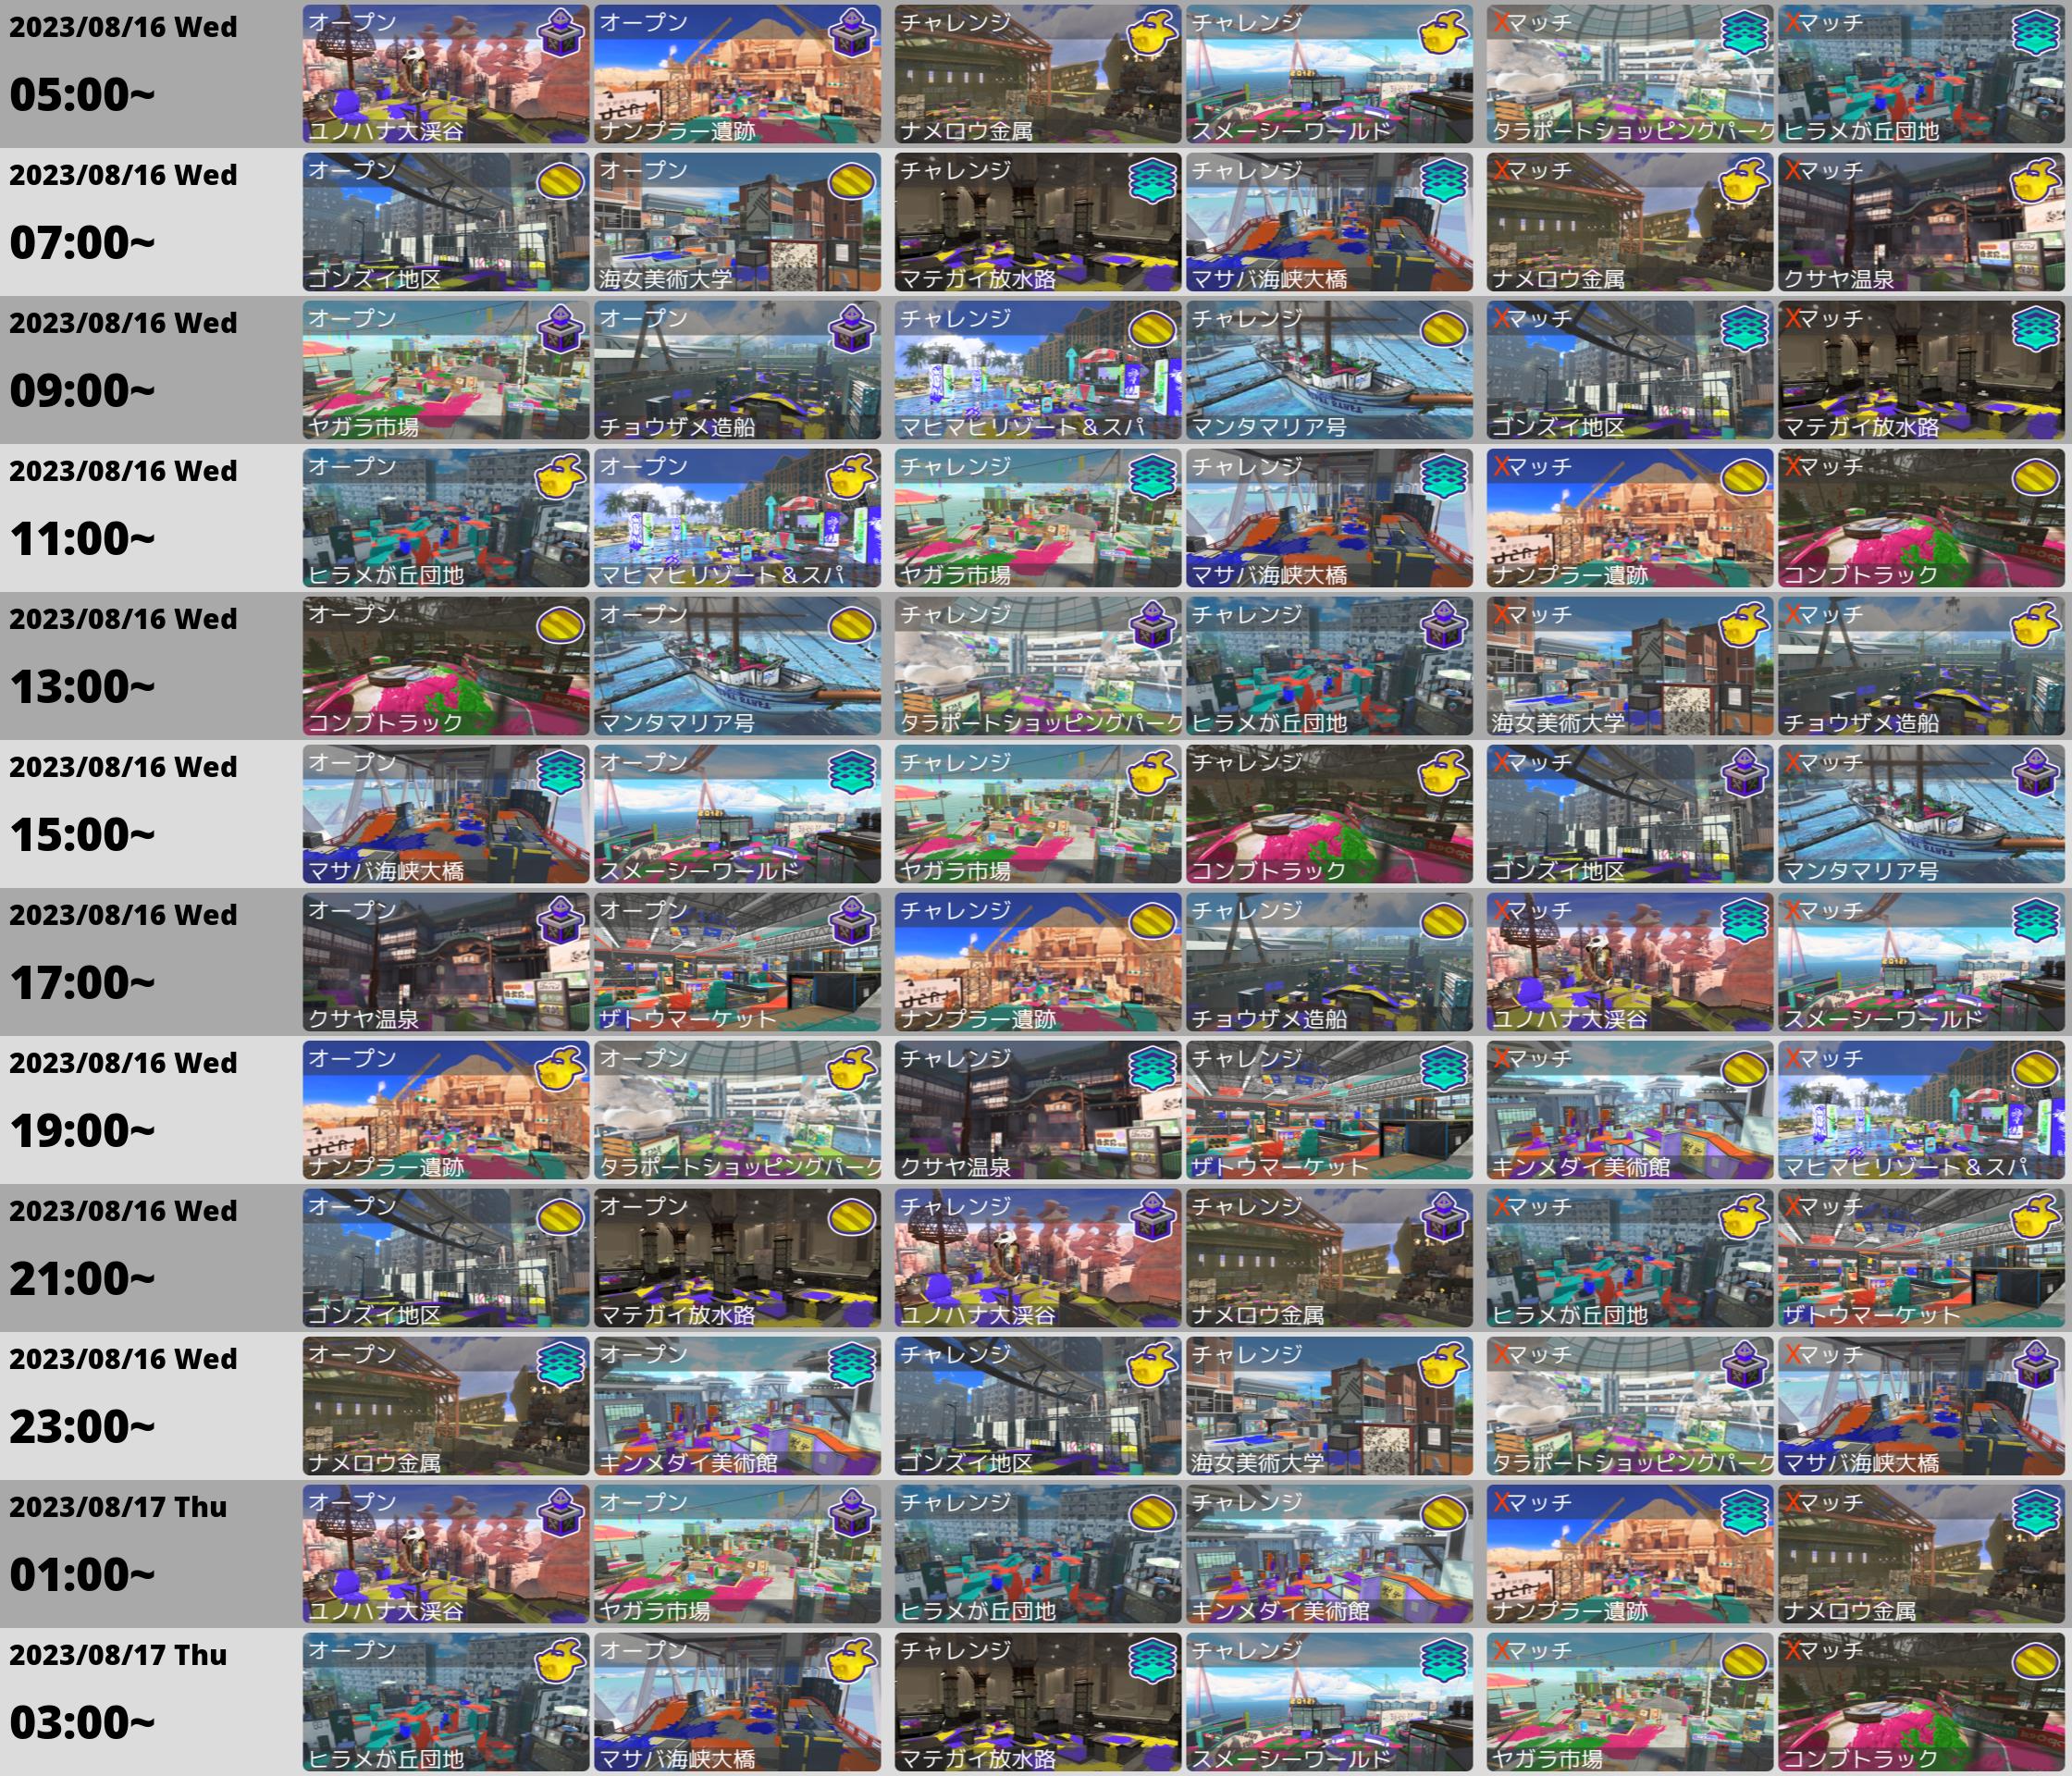 2023/08/16 Wed
05:00~
オープン
ユノハナ大渓谷
オープン
ナンプラー遺跡
チャレンジ
ナメロウ金属
チャレンジ
スメーシーワールド
Xマッチ
タラポートショッピングパーク
Xマッチ
ヒラメが丘団地
2023/08/16 Wed
07:00~
オープン
ゴンズイ地区
オープン
海女美術大学
チャレンジ
マテガイ放水路
チャレンジ
マサバ海峡大橋
Xマッチ
ナメロウ金属
Xマッチ
クサヤ温泉
2023/08/16 Wed
09:00~
オープン
ヤガラ市場
オープン
チョウザメ造船
チャレンジ
マヒマヒリゾート&スパ
チャレンジ
マンタマリア号
Xマッチ
ゴンズイ地区
Xマッチ
マテガイ放水路
2023/08/16 Wed
11:00~
オープン
ヒラメが丘団地
オープン
マヒマヒリゾート&スパ
チャレンジ
ヤガラ市場
チャレンジ
マサバ海峡大橋
Xマッチ
ナンプラー遺跡
Xマッチ
コンブトラック
2023/08/16 Wed
13:00~
オープン
コンブトラック
オープン
マンタマリア号
チャレンジ
タラポートショッピングパーク
チャレンジ
ヒラメが丘団地
Xマッチ
海女美術大学
Xマッチ
チョウザメ造船
2023/08/16 Wed
15:00~
オープン
マサバ海峡大橋
オープン
スメーシーワールド
チャレンジ
ヤガラ市場
チャレンジ
コンブトラック
Xマッチ
ゴンズイ地区
Xマッチ
マンタマリア号
2023/08/16 Wed
17:00~
オープン
クサヤ温泉
オープン
ザトウマーケット
チャレンジ
ナンプラー遺跡
チャレンジ
チョウザメ造船
Xマッチ
ユノハナ大渓谷
Xマッチ
スメーシーワールド
2023/08/16 Wed
19:00~
オープン
ナンプラー遺跡
オープン
タラポートショッピングパーク
チャレンジ
クサヤ温泉
チャレンジ
ザトウマーケット
Xマッチ
キンメダイ美術館
Xマッチ
マヒマヒリゾート&スパ
2023/08/16 Wed
21:00~
オープン
ゴンズイ地区
オープン
マテガイ放水路
チャレンジ
ユノハナ大渓谷
チャレンジ
ナメロウ金属
Xマッチ
ヒラメが丘団地
Xマッチ
ザトウマーケット
2023/08/16 Wed
23:00~
オープン
ナメロウ金属
オープン
キンメダイ美術館
チャレンジ
ゴンズイ地区
チャレンジ
海女美術大学
Xマッチ
タラポートショッピングパーク
Xマッチ
マサバ海峡大橋
2023/08/17 Thu
01:00~
オープン
ユノハナ大渓谷
オープン
ヤガラ市場
チャレンジ
ヒラメが丘団地
チャレンジ
キンメダイ美術館
Xマッチ
ナンプラー遺跡
Xマッチ
ナメロウ金属
2023/08/17 Thu
03:00~
オープン
ヒラメが丘団地
オープン
マサバ海峡大橋
チャレンジ
マテガイ放水路
チャレンジ
スメーシーワールド
Xマッチ
ヤガラ市場
Xマッチ
コンブトラック